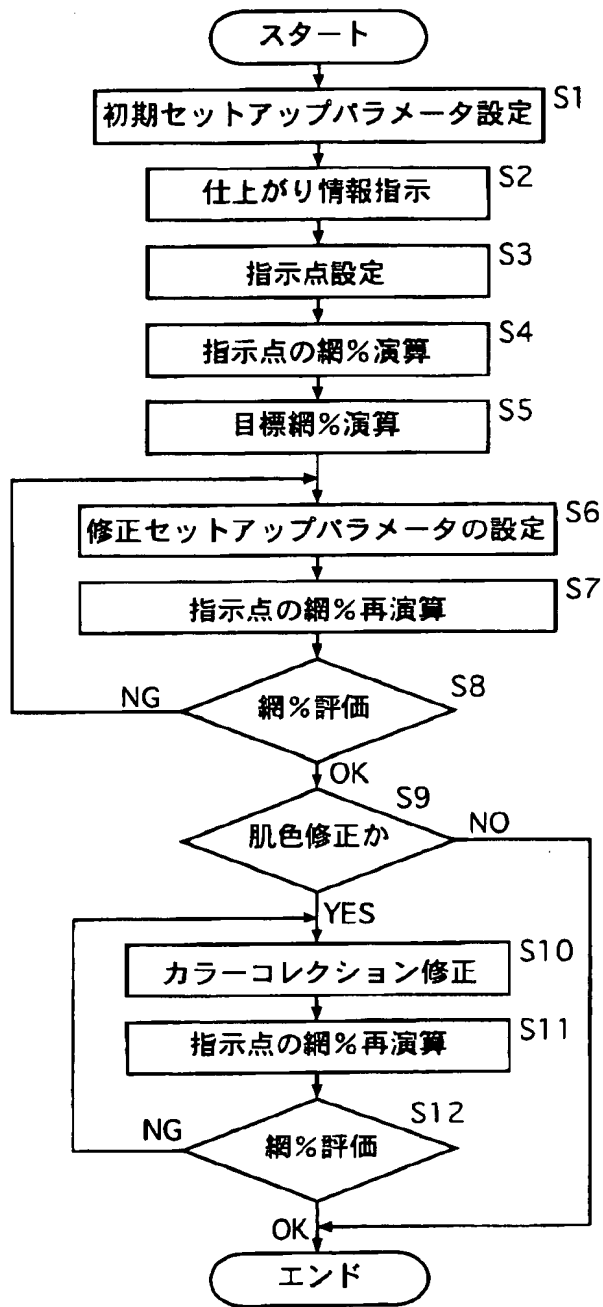 スタート
初期セットアップパラメータ設定
S1
仕上がり情報指示
S2
指示点設定
S3
指示点の網%演算
S4
目標網%演算
S5
修正セットアップパラメータの設定
S6
指示点の網%再演算
S7
網%評価
S8
NG
OK
肌色修正か
S9
NO
YES
カラーコレクション修正
S10
指示点の網%再演算
S11
網%評価
S12
NG
OK
エンド